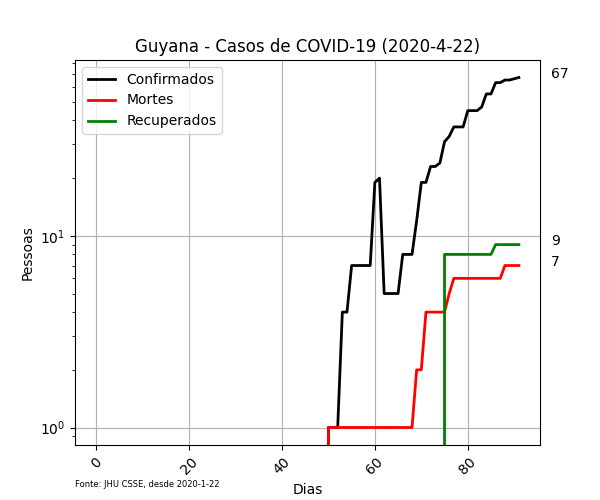 Guyana - Casos de COVID-19 (2020-4-22)
Confirmados
Mortes
Recuperados
67
9
7
10¹
10⁰
Pessoas
0
20
40
60
80
Dias
Fonte: JHU CSSE, desde 2020-1-22